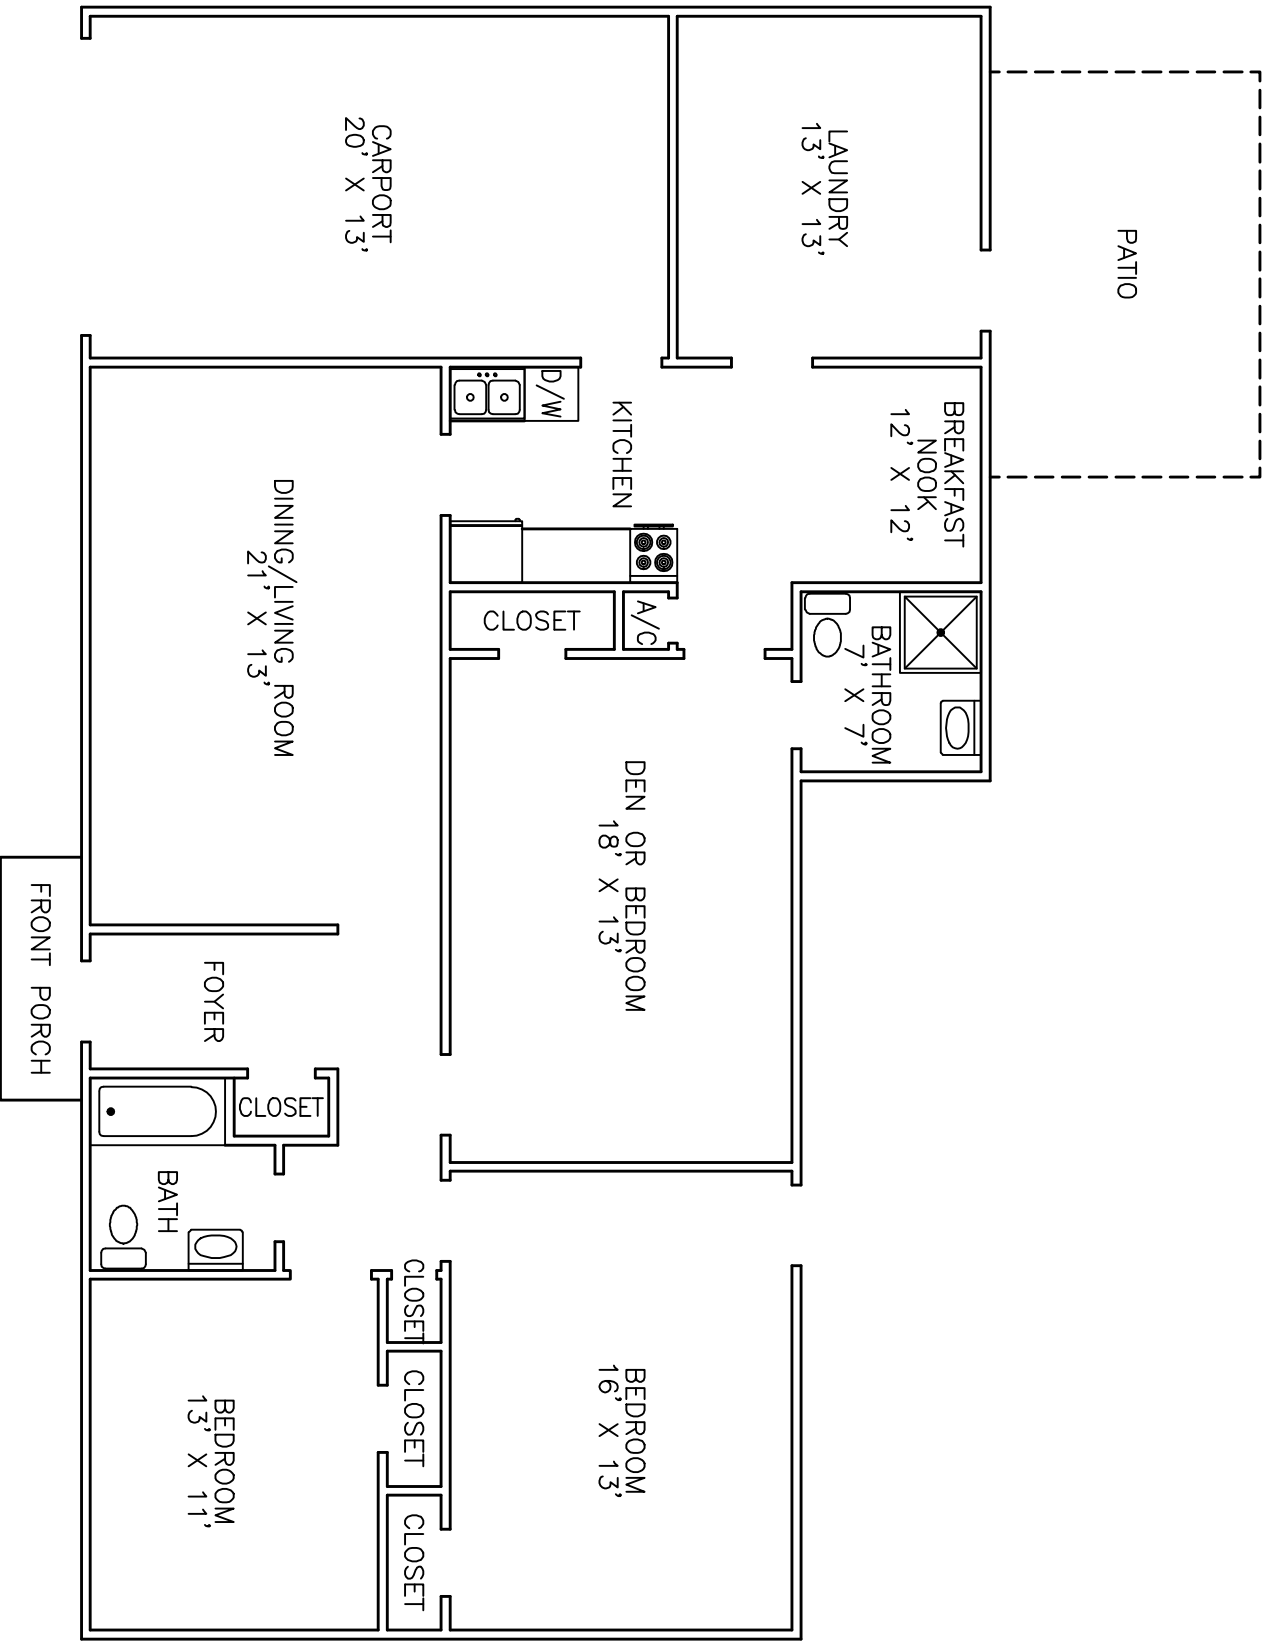 PATIO
LAUNDRY
13' X 13'
BREAKFAST
NOOK
12' X 12'
BATHROOM
7' X 7'
CARPORT
20' X 13'
D/W
KITCHEN
CLOSET
A/C
DEN OR BEDROOM
18' X 13'
BEDROOM
16' X 13'
DINING/LIVING ROOM
21' X 13'
FOYER
CLOSET
BATH
CLOSET
CLOSET
CLOSET
BEDROOM
13' X 11'
FRONT PORCH